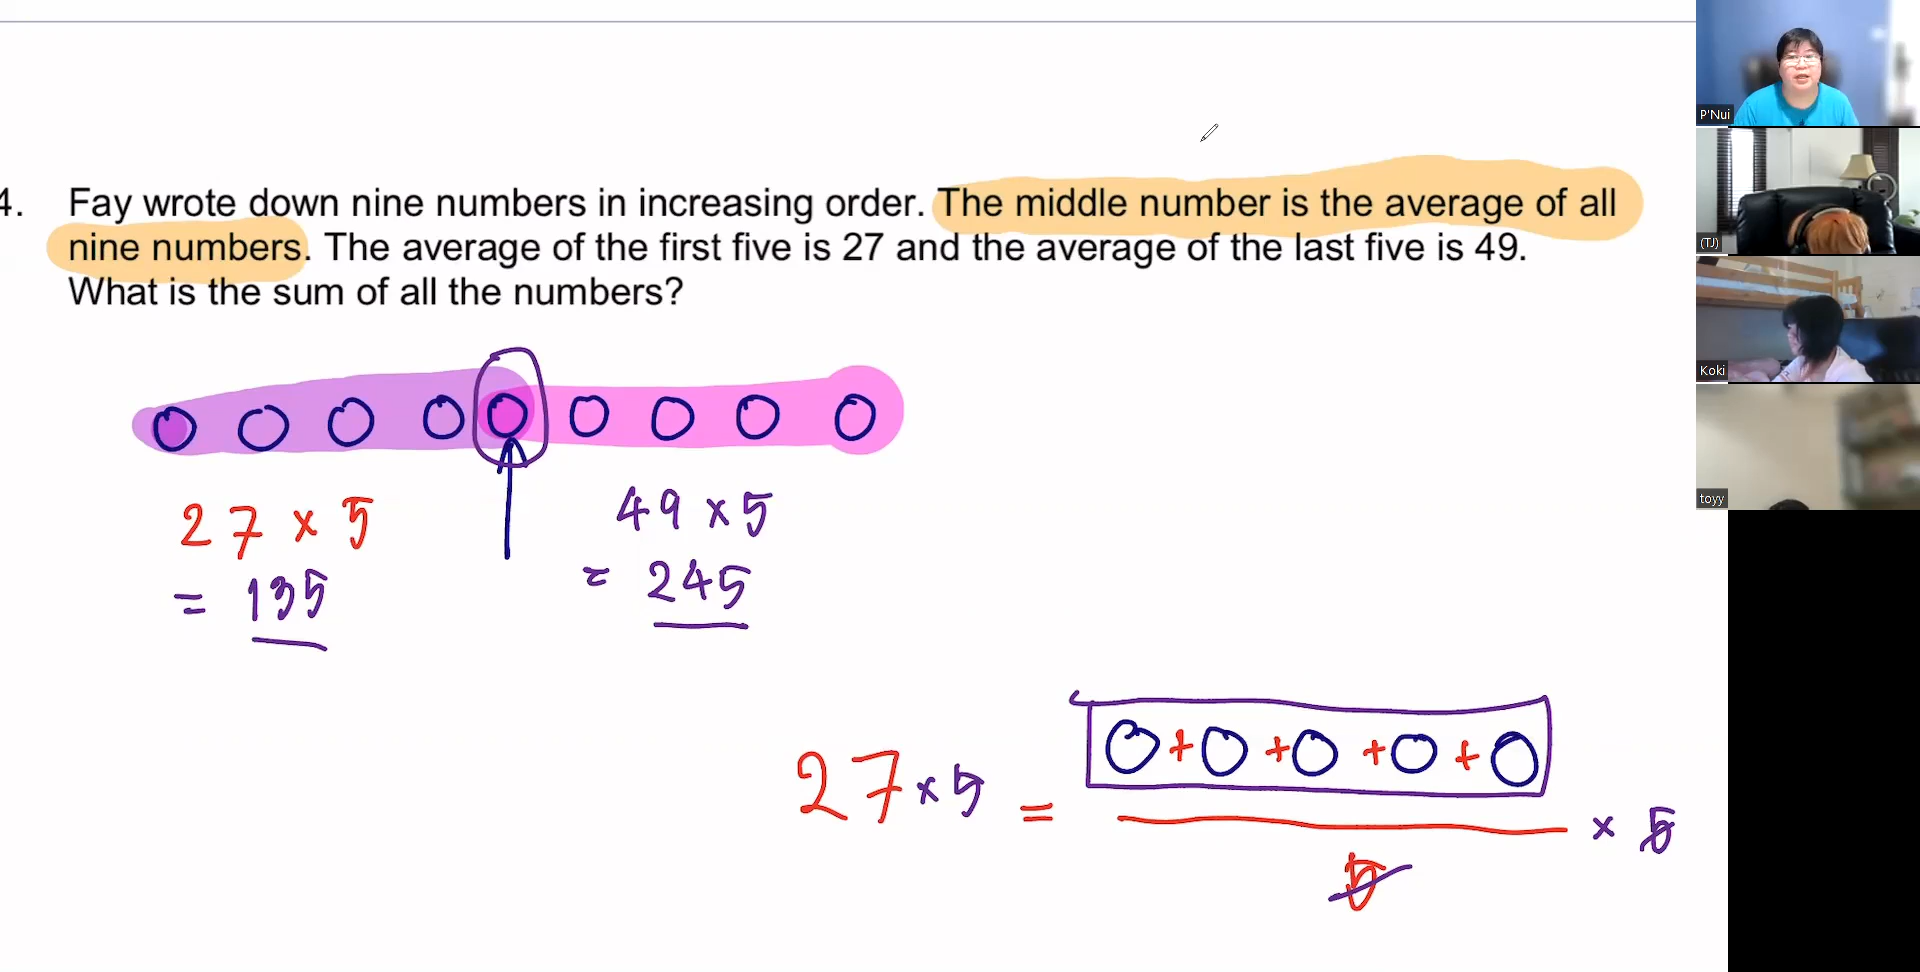 4. Fay wrote down nine numbers in increasing order. The middle number is the average of all
nine numbers. The average of the first five is 27 and the average of the last five is 49.
What is the sum of all the numbers?
27 × 5
= 135
49 × 5
= 245
27 × 5 = O + O + O + O + O × 5
5
P'Nui
(TJ)
Koki
toyy